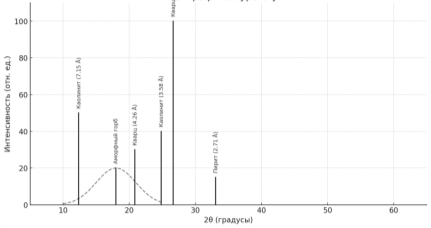 Интенсивность (отн. ед.)
100
80
60
40
20
0
Каолинит (7.15 Å)
Аморфный горб
Кварц (4.26 Å)
Каолинит (3.58 Å)
Кварц
Пирит (2.71 Å)
10 20 30 40 50 60
2θ (градусы)